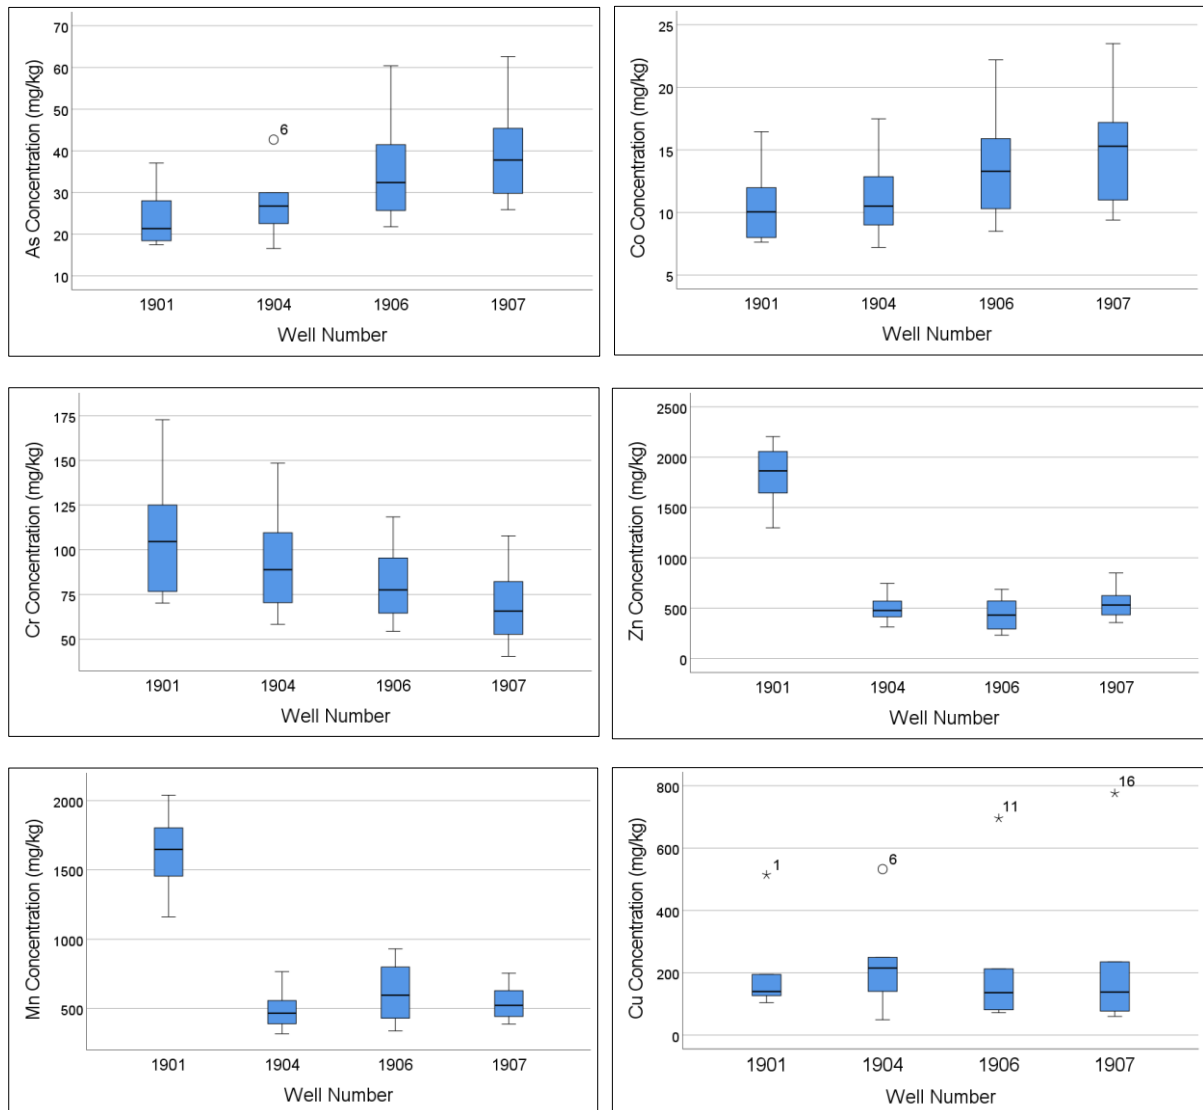 As Concentration (mg/kg)
70
60
50
40
30
20
10
6
1901 1904 1906 1907
Well Number
Co Concentration (mg/kg)
25
20
15
10
5
1901 1904 1906 1907
Well Number
Cr Concentration (mg/kg)
175
150
125
100
75
50
1901 1904 1906 1907
Well Number
Zn Concentration (mg/kg)
2500
2000
1500
1000
500
0
1901 1904 1906 1907
Well Number
Mn Concentration (mg/kg)
2000
1500
1000
500
1901 1904 1906 1907
Well Number
Cu Concentration (mg/kg)
800
600
400
200
0
1
6
11
16
1901 1904 1906 1907
Well Number